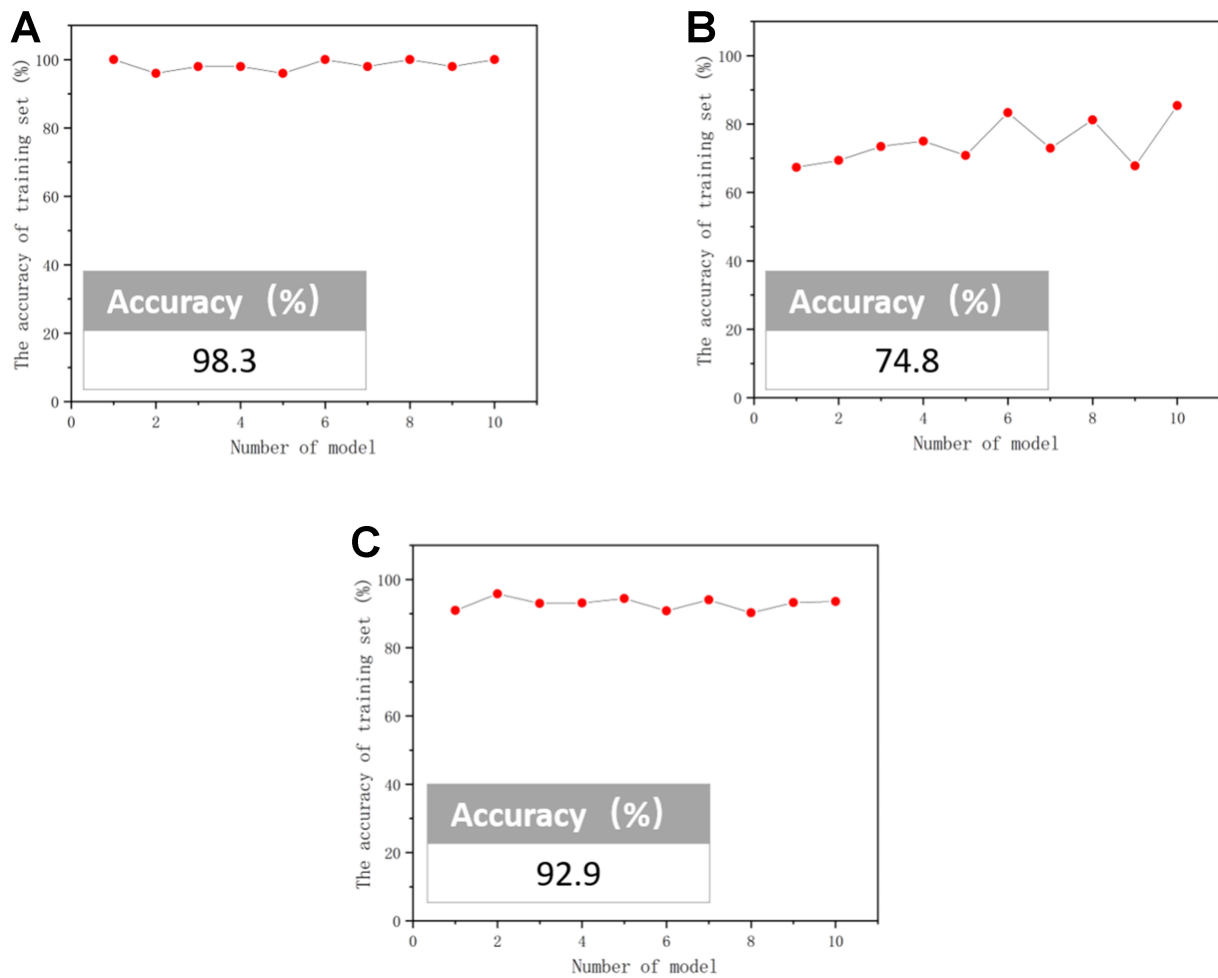 A
The accuracy of training set (%)
100
80
60
40
20
0
Accuracy (%)
98.3
0 2 4 6 8 10
Number of model
B
The accuracy of training set (%)
100
80
60
40
20
0
Accuracy (%)
74.8
0 2 4 6 8 10
Number of model
C
The accuracy of training set (%)
100
80
60
40
20
0
Accuracy (%)
92.9
0 2 4 6 8 10
Number of model